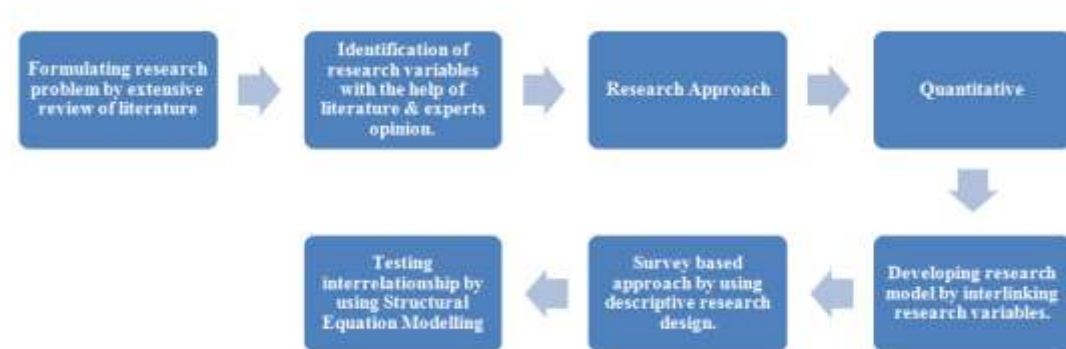 Formulating research
problem by extensive
review of literature
Identification of
research variables
with the help of
literature & experts
opinion.
Research Approach
Quantitative
Developing research
model by interlinking
research variables.
Survey based
approach by using
descriptive research
design.
Testing
interrelationship by
using Structural
Equation Modelling